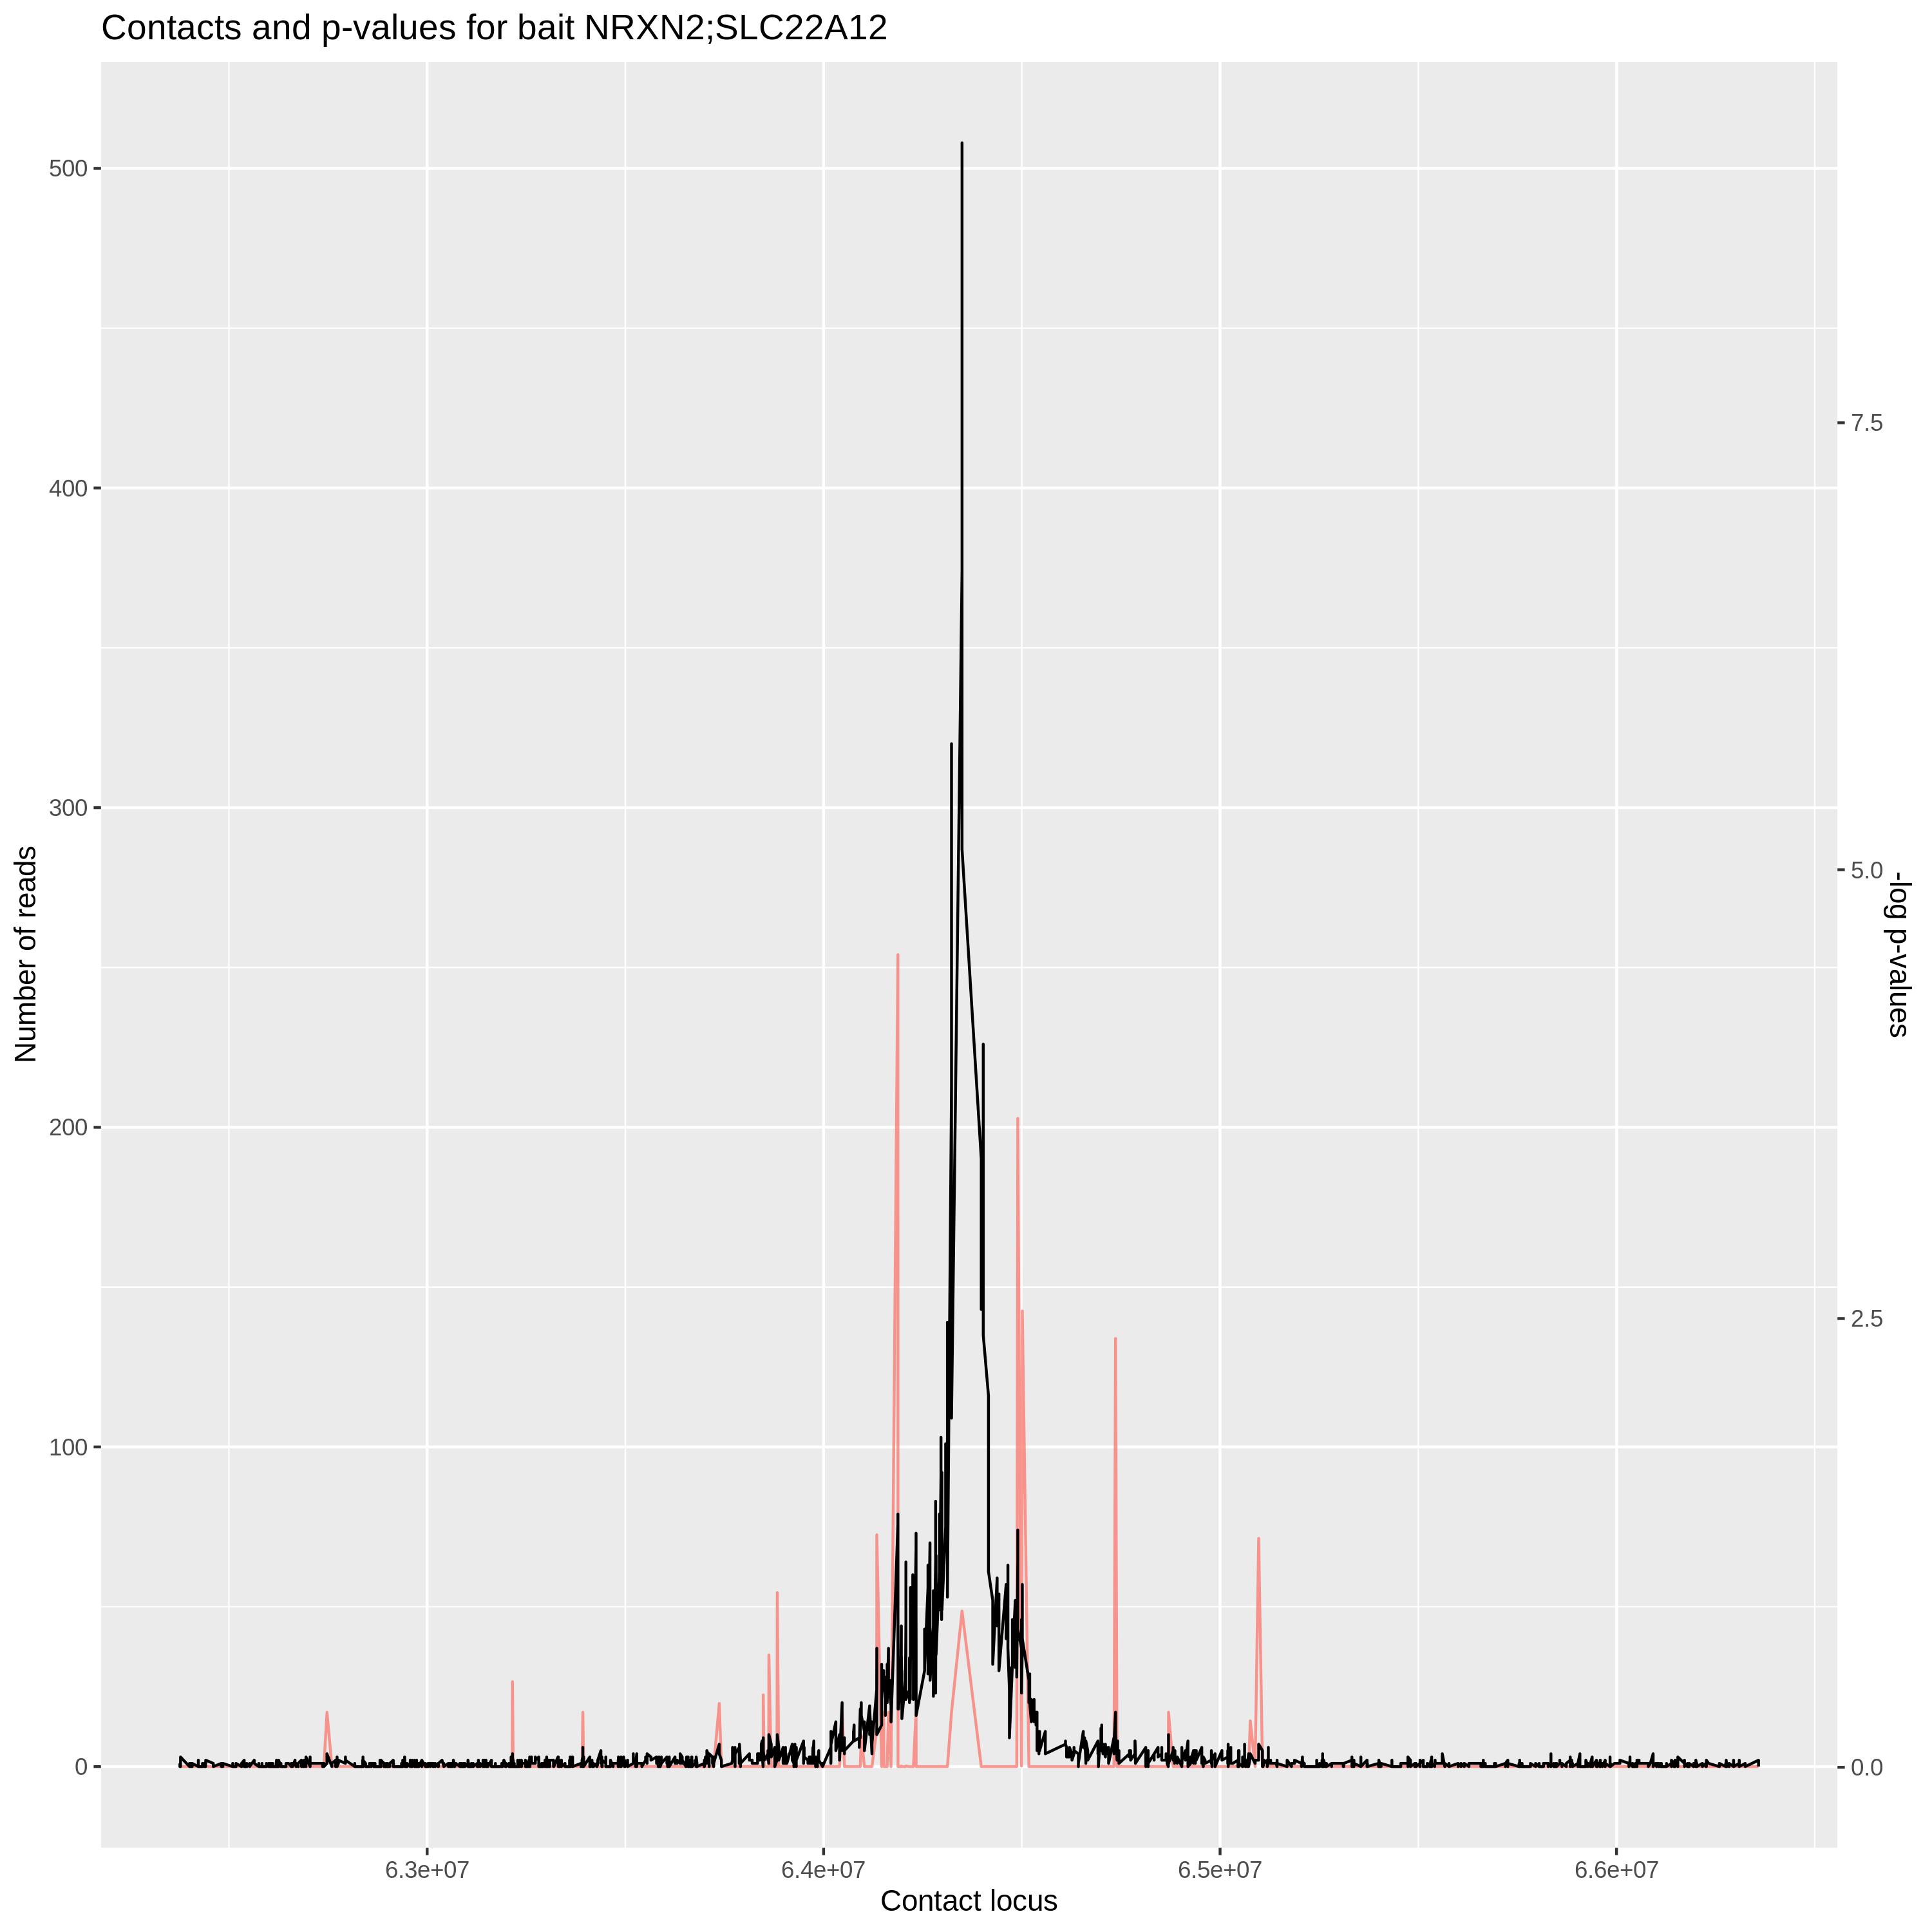 Contacts and p-values for bait NRXN2;SLC22A12
500
400
300
200
100
0
Number of reads
7.5
5.0
2.5
0.0
-log p-values
6.3e+07
6.4e+07
6.5e+07
6.6e+07
Contact locus